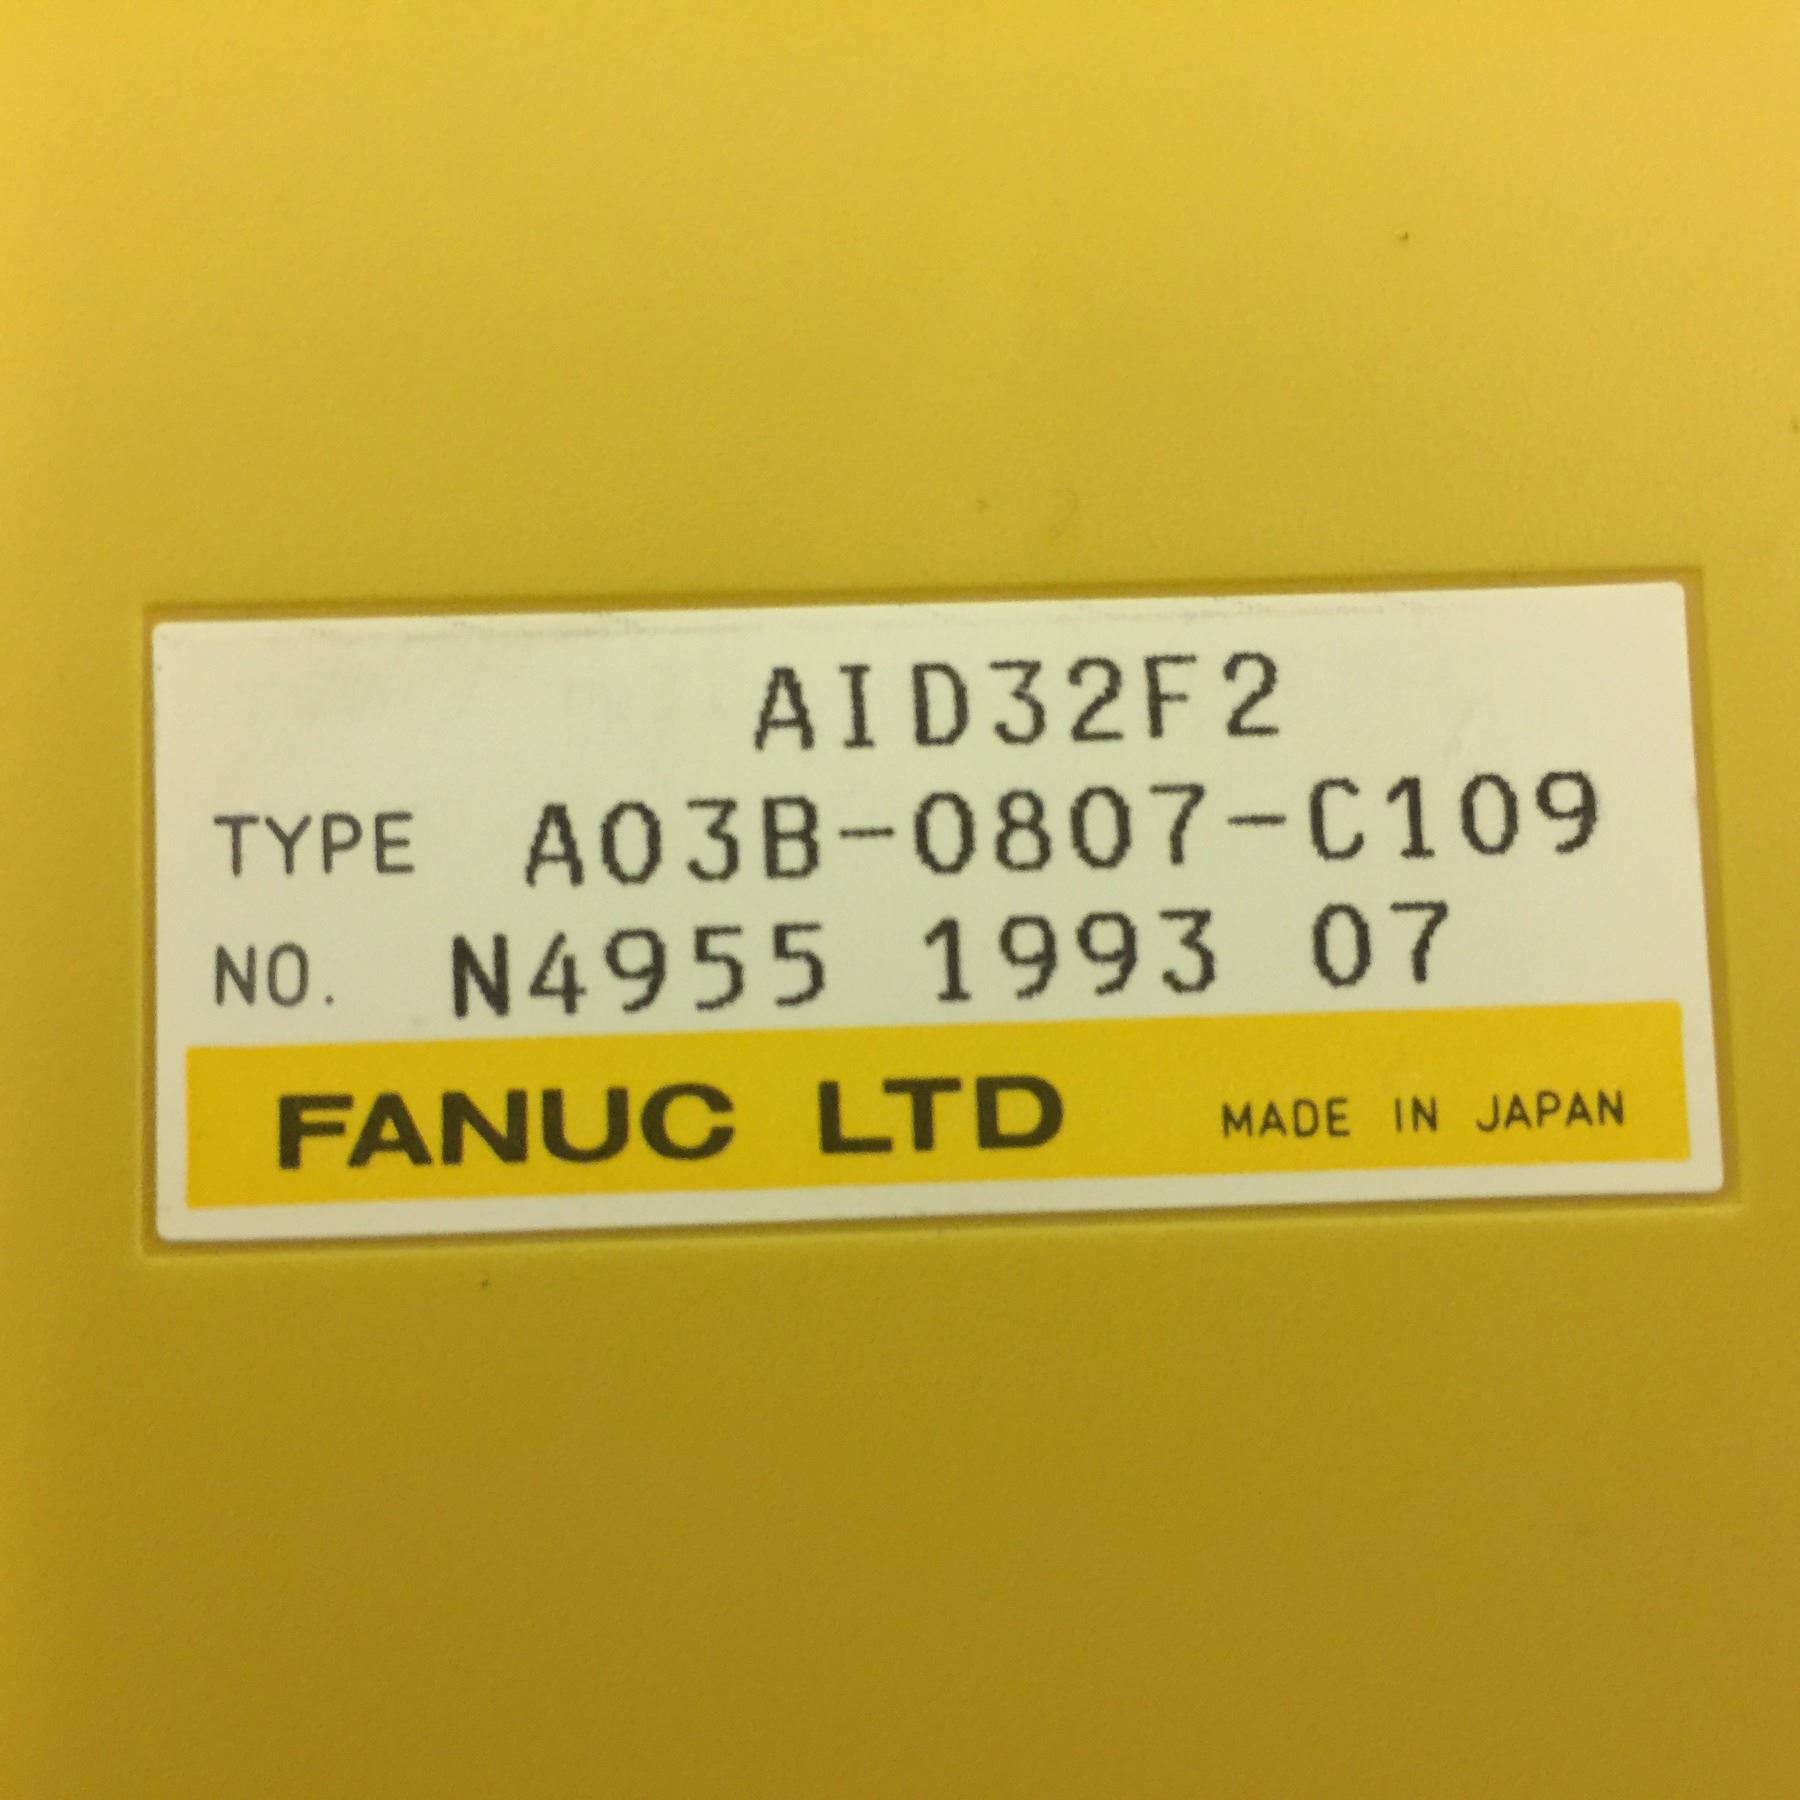 AID32F2
TYPE A03B-0807-C109
NO. N4955 1993 07
FANUC LTD MADE IN JAPAN